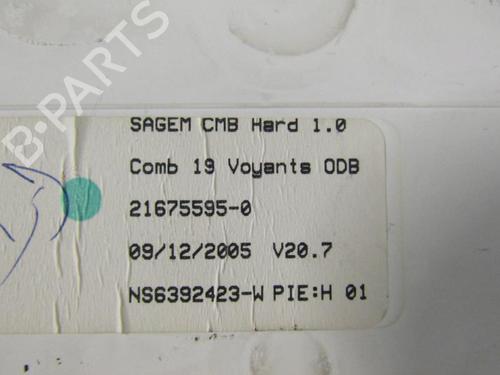 B-PARTS
SAGEM CMB Hard 1.0
Comb 19 Voyants ODB
21675595-0
09/12/2005 V20.7
NS6392423-W PIE:H 01